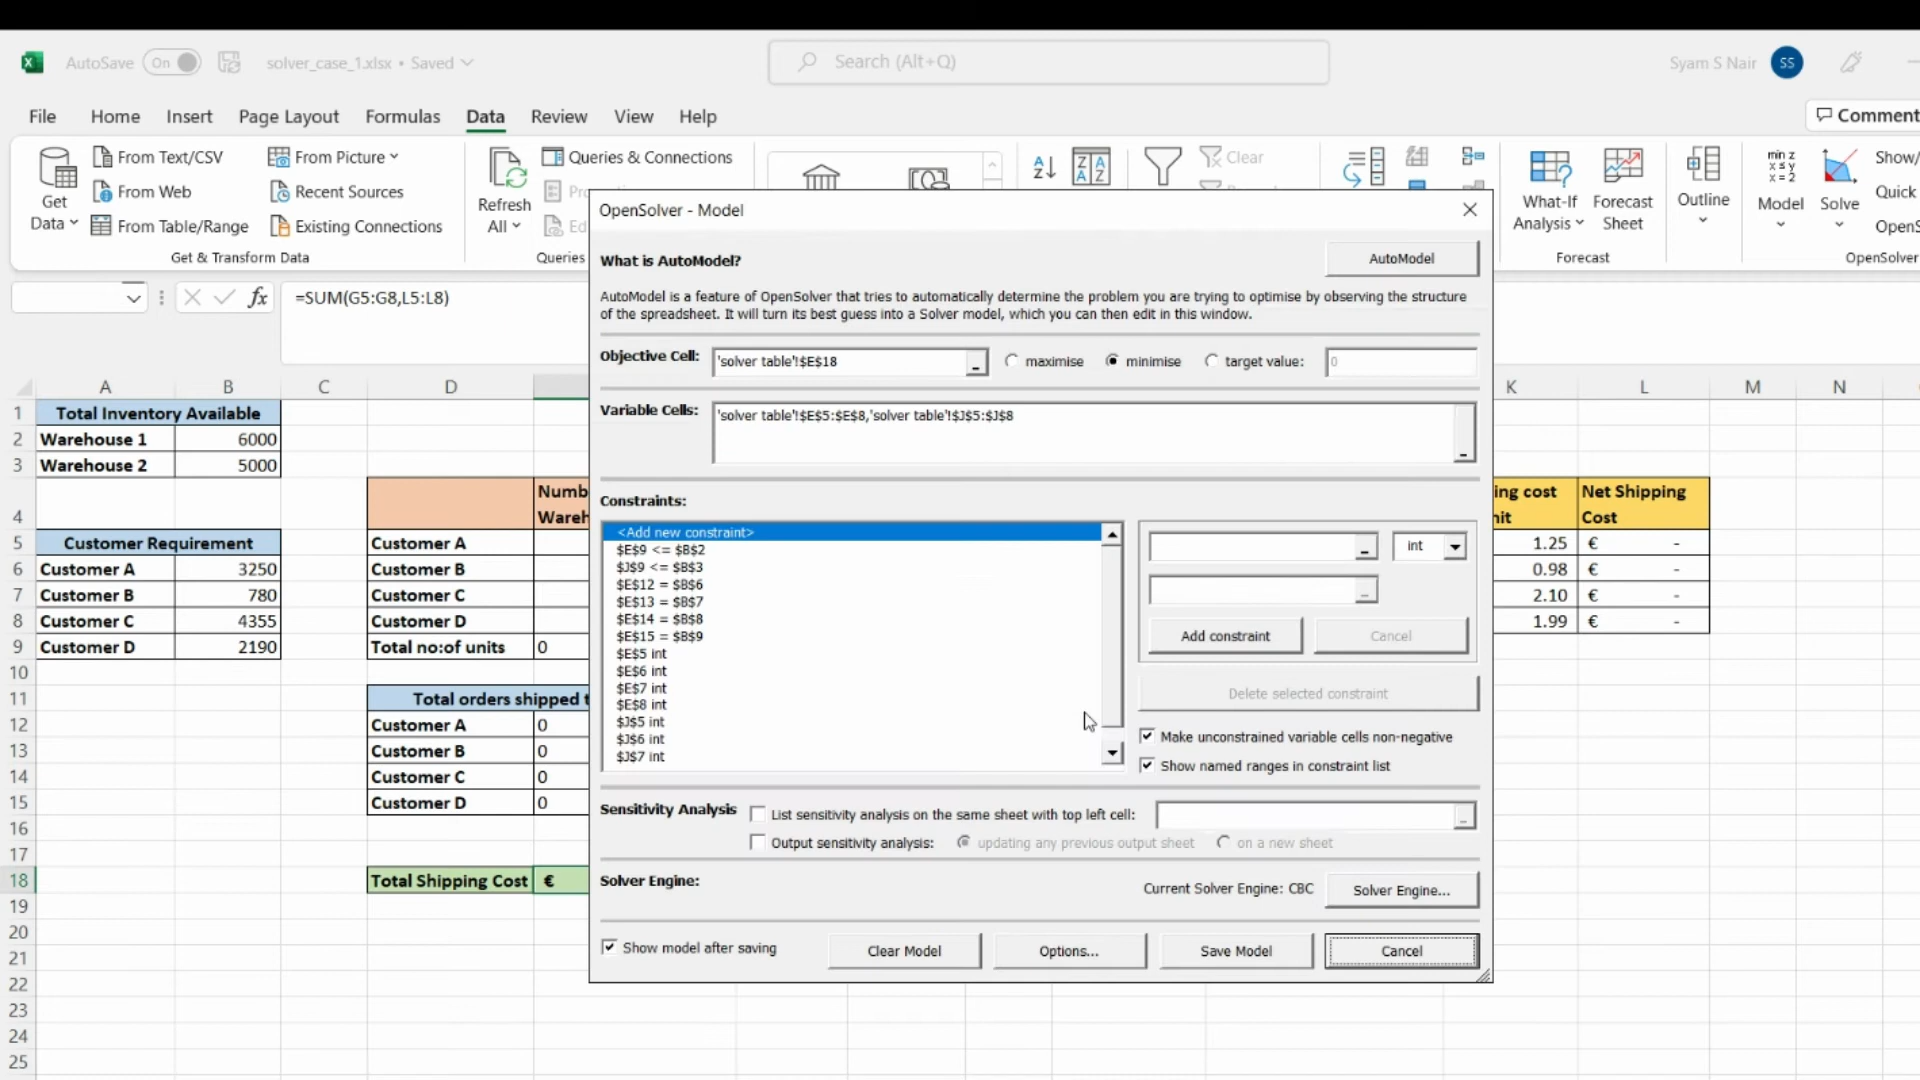 AutoSave On solver_case_1.xlsx • Saved Search (Alt+Q) Syam S Nair SS
File Home Insert Page Layout Formulas Data Review View Help Comment
Get Data
From Text/CSV
From Web
From Table/Range
From Picture
Recent Sources
Existing Connections
Get & Transform Data
Refresh All
Queries & Connections
Queries
Clear
What-If Analysis
Forecast Sheet
Forecast
Outline
Model
Solve
Show/
Quick
OpenS
OpenSolver
=SUM(G5:G8,L5:L8)
A B C D K L M N
1 Total Inventory Available
2 Warehouse 1 6000
3 Warehouse 2 5000
4
5 Customer Requirement
6 Customer A 3250
7 Customer B 780
8 Customer C 4355
9 Customer D 2190
10
11
12
13
14
15
16
17
18
19
20
21
22
23
24
25
Numb
Wareh
Customer A
Customer B
Customer C
Customer D
Total no:of units 0
Total orders shipped t
Customer A 0
Customer B 0
Customer C 0
Customer D 0
Total Shipping Cost €
ing cost
nit
Net Shipping
Cost
1.25 € -
0.98 € -
2.10 € -
1.99 € -
OpenSolver - Model
What is AutoModel? AutoModel
AutoModel is a feature of OpenSolver that tries to automatically determine the problem you are trying to optimise by observing the structure
of the spreadsheet. It will turn its best guess into a Solver model, which you can then edit in this window.
Objective Cell: 'solver table'!$E$18 maximise minimise target value: 0
Variable Cells: 'solver table'!$E$5:$E$8,'solver table'!$J$5:$J$8
Constraints:
<Add new constraint>
$E$9 <= $B$2
$J$9 <= $B$3
$E$12 = $B$6
$E$13 = $B$7
$E$14 = $B$8
$E$15 = $B$9
$E$5 int
$E$6 int
$E$7 int
$E$8 int
$J$5 int
$J$6 int
$J$7 int
int
Add constraint Cancel
Delete selected constraint
Make unconstrained variable cells non-negative
Show named ranges in constraint list
Sensitivity Analysis List sensitivity analysis on the same sheet with top left cell:
Output sensitivity analysis: updating any previous output sheet on a new sheet
Solver Engine: Current Solver Engine: CBC Solver Engine...
Show model after saving Clear Model Options... Save Model Cancel